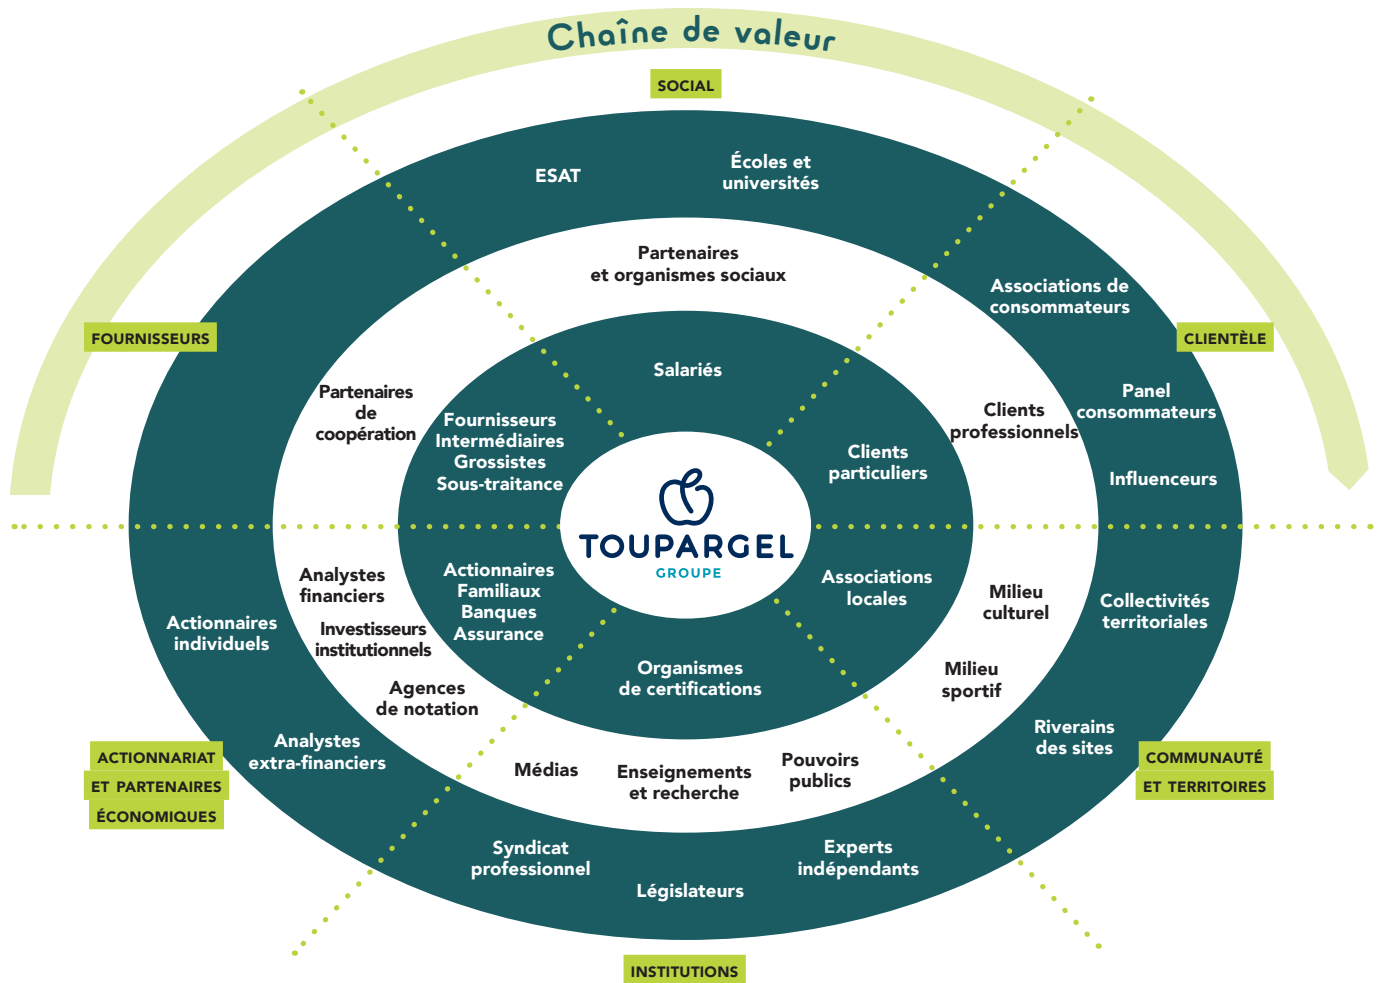 Chaîne de valeur
SOCIAL
ESAT
Écoles et
universités
Partenaires
et organismes sociaux
Salariés
FOURNISSEURS
Partenaires
de
coopération
Fournisseurs
Intermédiaires
Grossistes
Sous-traitance
CLIENTÈLE
Associations de
consommateurs
Panel
consommateurs
Influenceurs
Clients
professionnels
Clients
particuliers
TOUPARGEL
GROUPE
Actionnaires
Familiaux
Banques
Assurance
Analystes
financiers
Investisseurs
institutionnels
Agences
de notation
Actionnaires
individuels
Analystes
extra-financiers
ACTIONNARIAT
ET PARTENAIRES
ÉCONOMIQUES
Associations
locales
Milieu
culturel
Milieu
sportif
Collectivités
territoriales
Riverains
des sites
COMMUNAUTÉ
ET TERRITOIRES
Organismes
de certifications
Médias
Enseignements
et recherche
Pouvoirs
publics
Syndicat
professionnel
Législateurs
Experts
indépendants
INSTITUTIONS